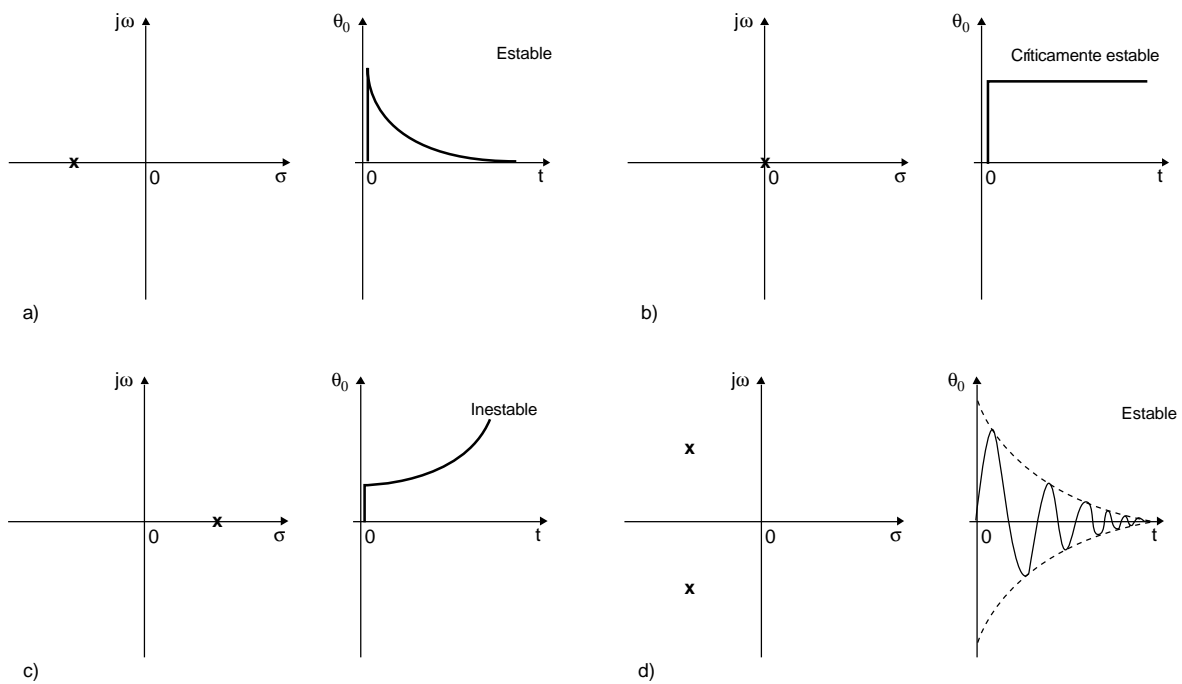 jω
θ0
Estable
x
0
σ
0
t
a)
jω
θ0
Críticamente estable
x
0
σ
0
t
b)
jω
θ0
Inestable
x
0
σ
0
t
c)
jω
θ0
Estable
x
0
σ
0
t
x
d)